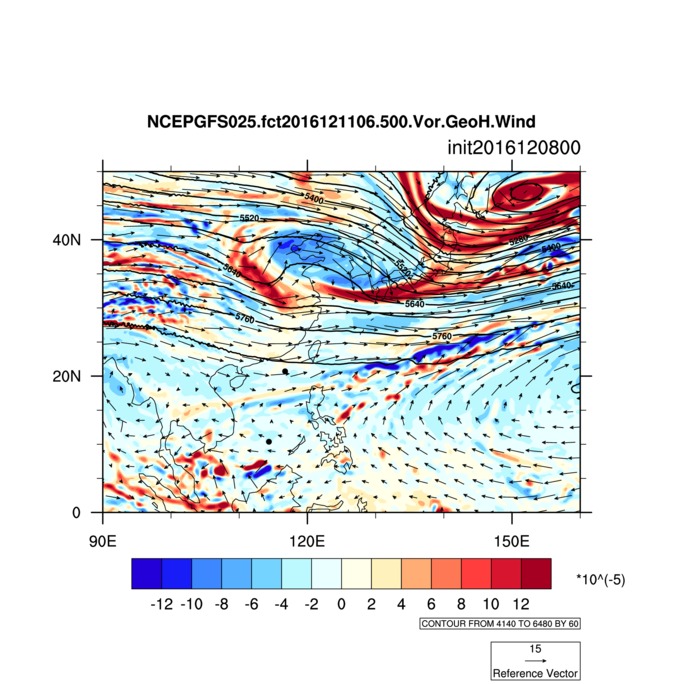 NCEPGFS025.fct2016121106.500.Vor.GeoH.Wind
init2016120800
5400
5520
40N
5280
5400
5520
5640
5640
5640
5760
5760
20N
0
90E 120E 150E
-12 -10 -8 -6 -4 -2 0 2 4 6 8 10 12
*10^(-5)
CONTOUR FROM 4140 TO 6480 BY 60
15
Reference Vector